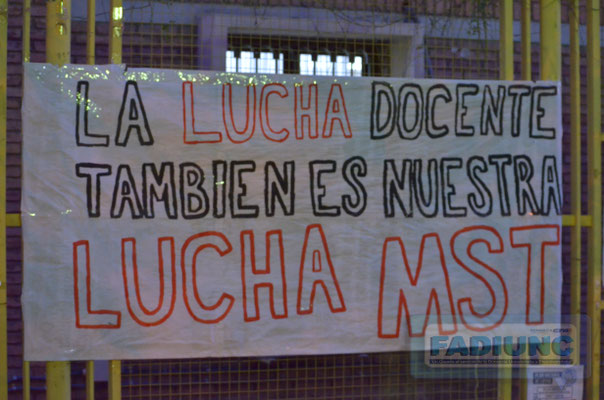 LA LUCHA DOCENTE
TAMBIEN ES NUESTRA
LUCHA MST
FADIUNC